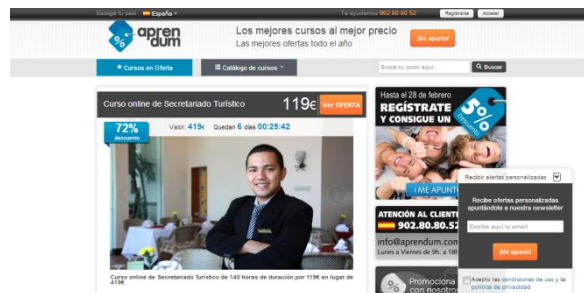 Escoge tu país: España
Te ayudamos 902 80 80 52
Registrarse
Acceder
aprendum
Los mejores cursos al mejor precio
Las mejores ofertas todo el año
¡Me apunto!
Cursos en Oferta
Catálogo de cursos
Busca tu curso aquí...
Buscar
Curso online de Secretariado Turístico
119€
Ver OFERTA
72%
descuento
Valor: 419€ Quedan 6 días 00:25:42
Curso online de Secretariado Turístico de 140 horas de duración por 119€ en lugar de
419€
Hasta el 28 de febrero
REGÍSTRATE
Y CONSIGUE UN
5%
Descuento
¡ME APUNT
ATENCIÓN AL CLIENT
902.80.80.52
info@aprendum.com
Lunes a Viernes de 9h. a 18h
Promociona
con nosotros
Recibir alertas personalizadas
Recibe ofertas personalizadas
apuntándote a nuestra newsletter
Escribe aquí tu email
¡Me apunto!
Acepto las condiciones de uso y la
política de privacidad